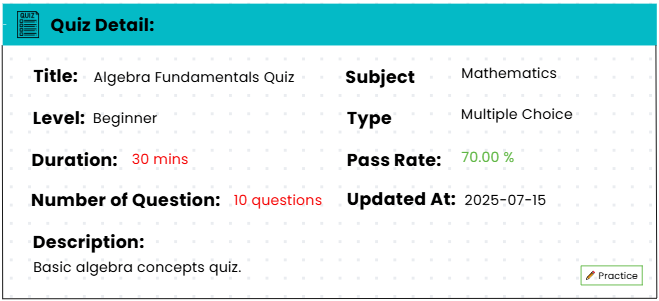 QUIZ
Quiz Detail:
Title: Algebra Fundamentals Quiz Subject Mathematics
Level: Beginner Type Multiple Choice
Duration: 30 mins Pass Rate: 70.00 %
Number of Question: 10 questions Updated At: 2025-07-15
Description:
Basic algebra concepts quiz.
Practice